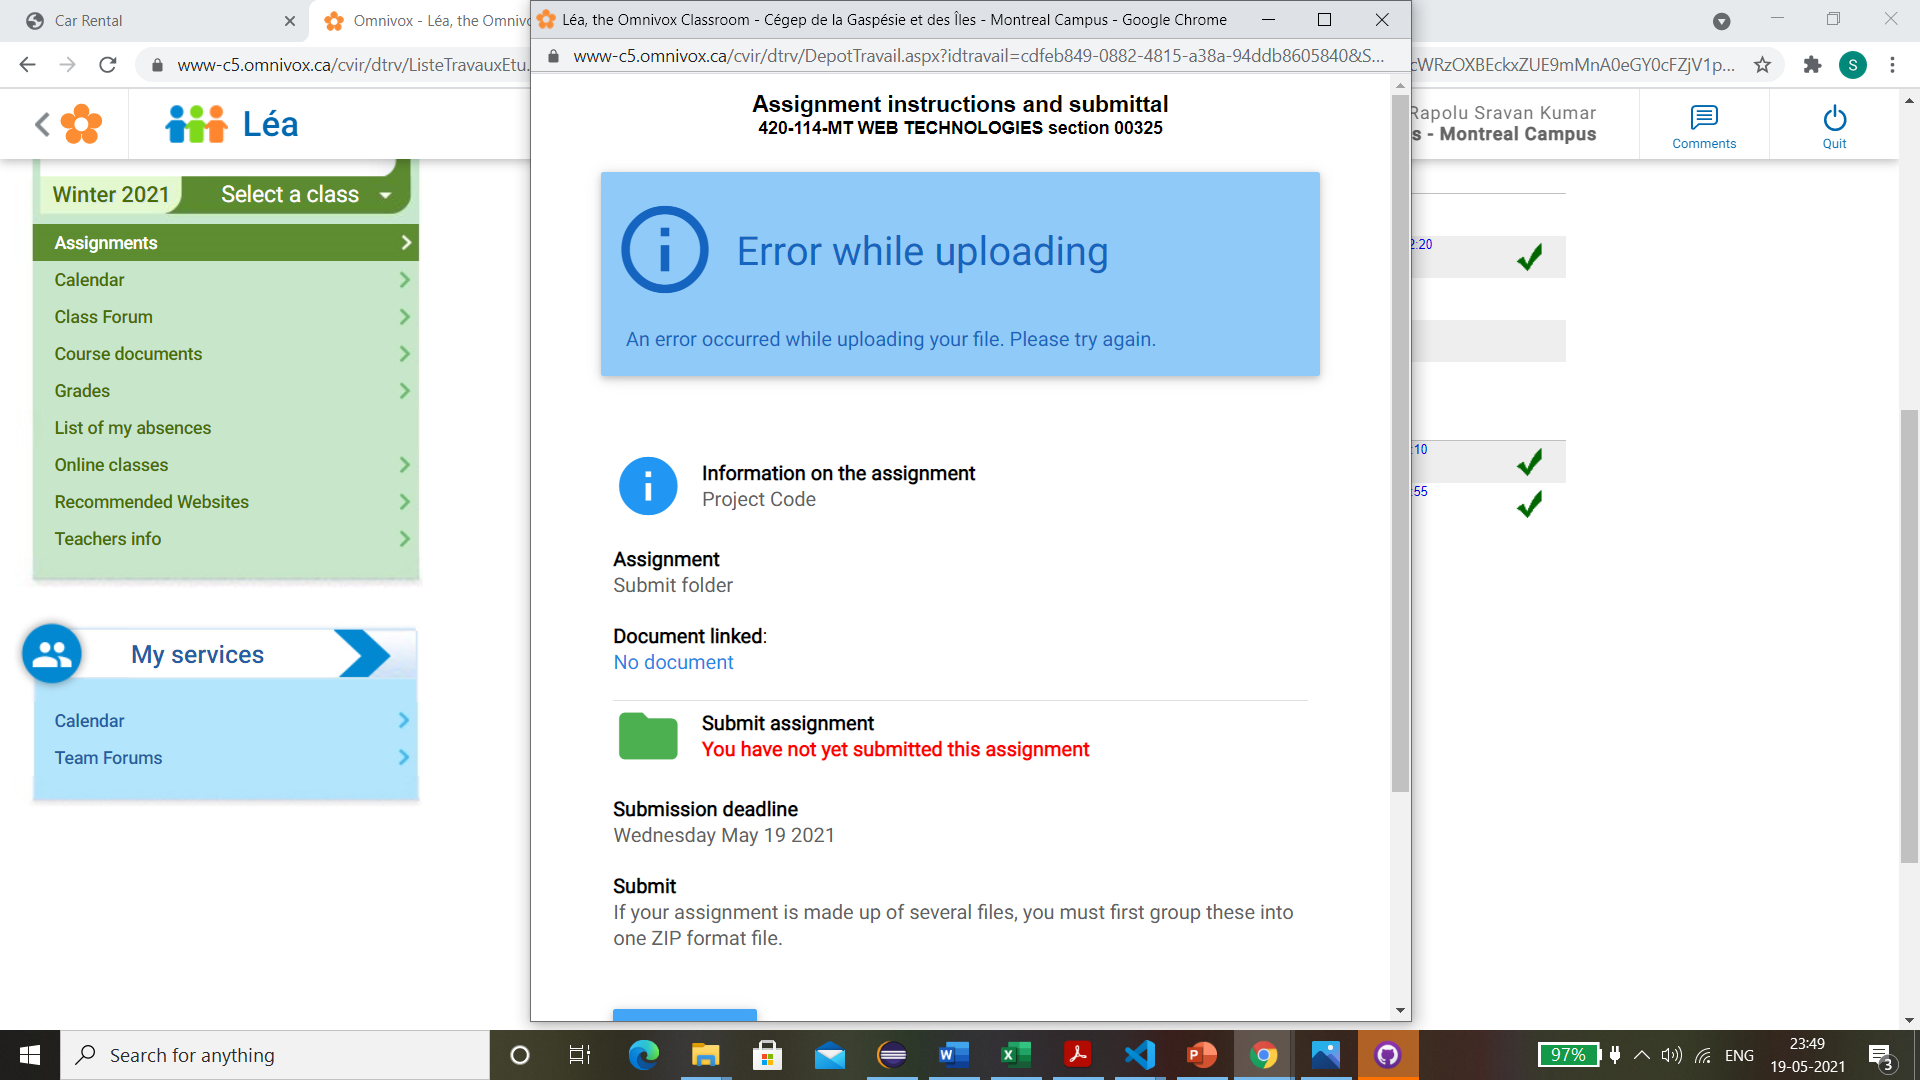 Car Rental
Omnivox - Léa, the Omnivo
Léa, the Omnivox Classroom - Cégep de la Gaspésie et des Îles - Montreal Campus - Google Chrome
www-c5.omnivox.ca/cvir/dtrv/ListeTravauxEtu.
www-c5.omnivox.ca/cvir/dtrv/DepotTravail.aspx?idtravail=cdfeb849-0882-4815-a38a-94ddb8605840&S...
cWRzOXBEckxZUE9mMnA0eGY0cFZjV1p...
S
Léa
Rapolu Sravan Kumar
s - Montreal Campus
Comments
Quit
Winter 2021
Select a class
Assignments
Calendar
Class Forum
Course documents
Grades
List of my absences
Online classes
Recommended Websites
Teachers info
My services
Calendar
Team Forums
Assignment instructions and submittal
420-114-MT WEB TECHNOLOGIES section 00325
Error while uploading
An error occurred while uploading your file. Please try again.
Information on the assignment
Project Code
Assignment
Submit folder
Document linked:
No document
Submit assignment
You have not yet submitted this assignment
Submission deadline
Wednesday May 19 2021
Submit
If your assignment is made up of several files, you must first group these into
one ZIP format file.
2:20
:10
:55
Search for anything
97%
ENG
23:49
19-05-2021
3